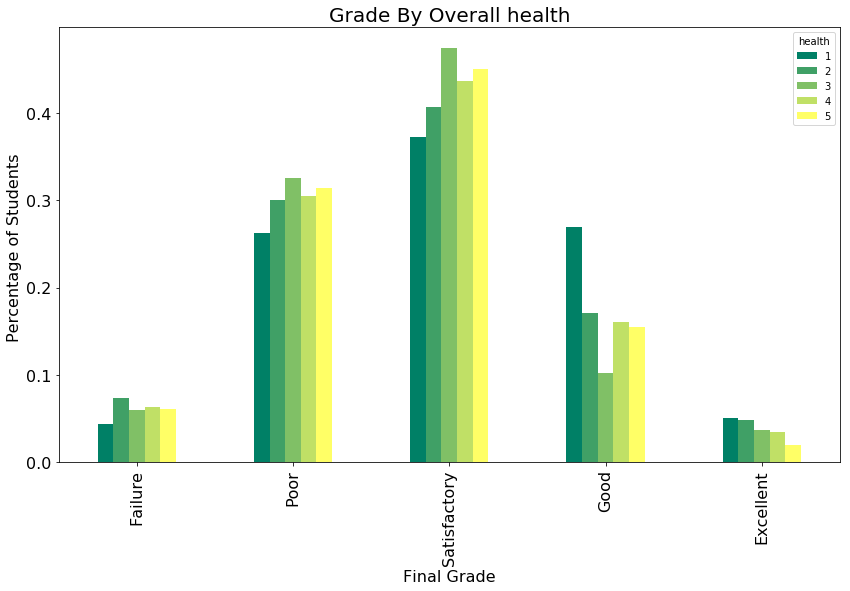 Grade By Overall health
health
1
2
3
4
5
Percentage of Students
0.4
0.3
0.2
0.1
0.0
Failure
Poor
Satisfactory
Good
Excellent
Final Grade